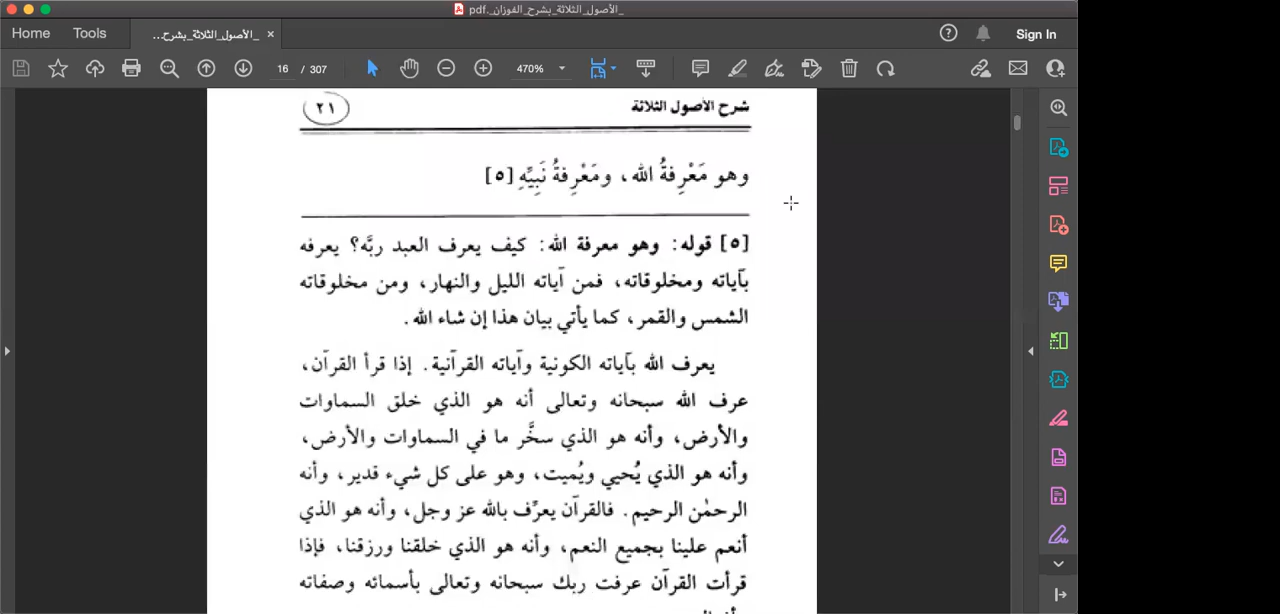 _الأصول_الثلاثة_بشرح_الفوزان_.pdf
Home
Tools
_الأصول_الثلاثة_بشرح...
×
Sign In
16 / 307
470%
شرح الأصول الثلاثة
٢١
وهو مَعْرِفةُ الله، ومَعْرِفةُ نَبِيِّهِ [٥]
[٥] قوله: وهو معرفة الله: كيف يعرف العبد ربَّه؟ يعرفه
بآياته ومخلوقاته، فمن آياته الليل والنهار، ومن مخلوقاته
الشمس والقمر، كما يأتي بيان هذا إن شاء الله.
يعرف الله بآياته الكونية وآياته القرآنية. إذا قرأ القرآن،
عرف الله سبحانه وتعالى أنه هو الذي خلق السماوات
والأرض، وأنه هو الذي سخَّر ما في السماوات والأرض،
وأنه هو الذي يُحيي ويُميت، وهو على كل شيء قدير، وأنه
الرحمٰن الرحيم. فالقرآن يعرِّف بالله عز وجل، وأنه هو الذي
أنعم علينا بجميع النعم، وأنه هو الذي خلقنا ورزقنا، فإذا
قرأت القرآن عرفت ربك سبحانه وتعالى بأسمائه وصفاته